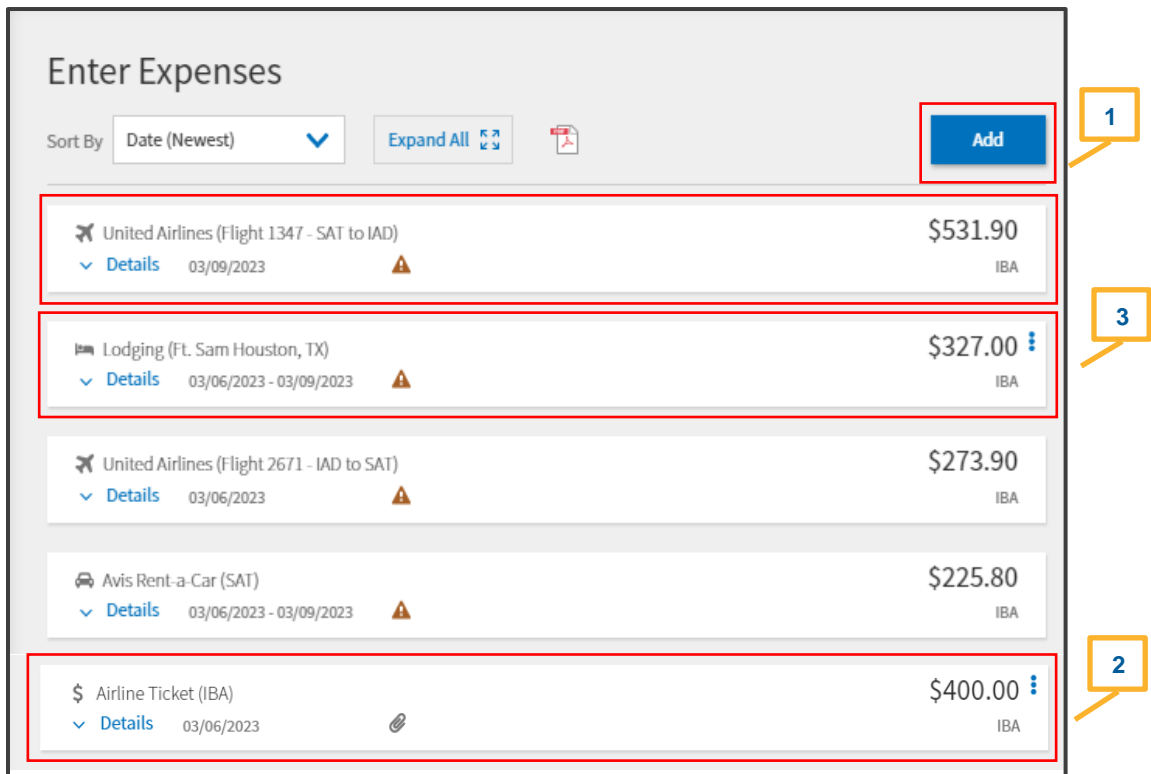 Enter Expenses
1
Sort By Date (Newest) Expand All Add
United Airlines (Flight 1347 - SAT to IAD) $531.90
Details 03/09/2023 IBA
3
Lodging (Ft. Sam Houston, TX) $327.00
Details 03/06/2023 - 03/09/2023 IBA
United Airlines (Flight 2671 - IAD to SAT) $273.90
Details 03/06/2023 IBA
Avis Rent-a-Car (SAT) $225.80
Details 03/06/2023 - 03/09/2023 IBA
2
$ Airline Ticket (IBA) $400.00
Details 03/06/2023 IBA